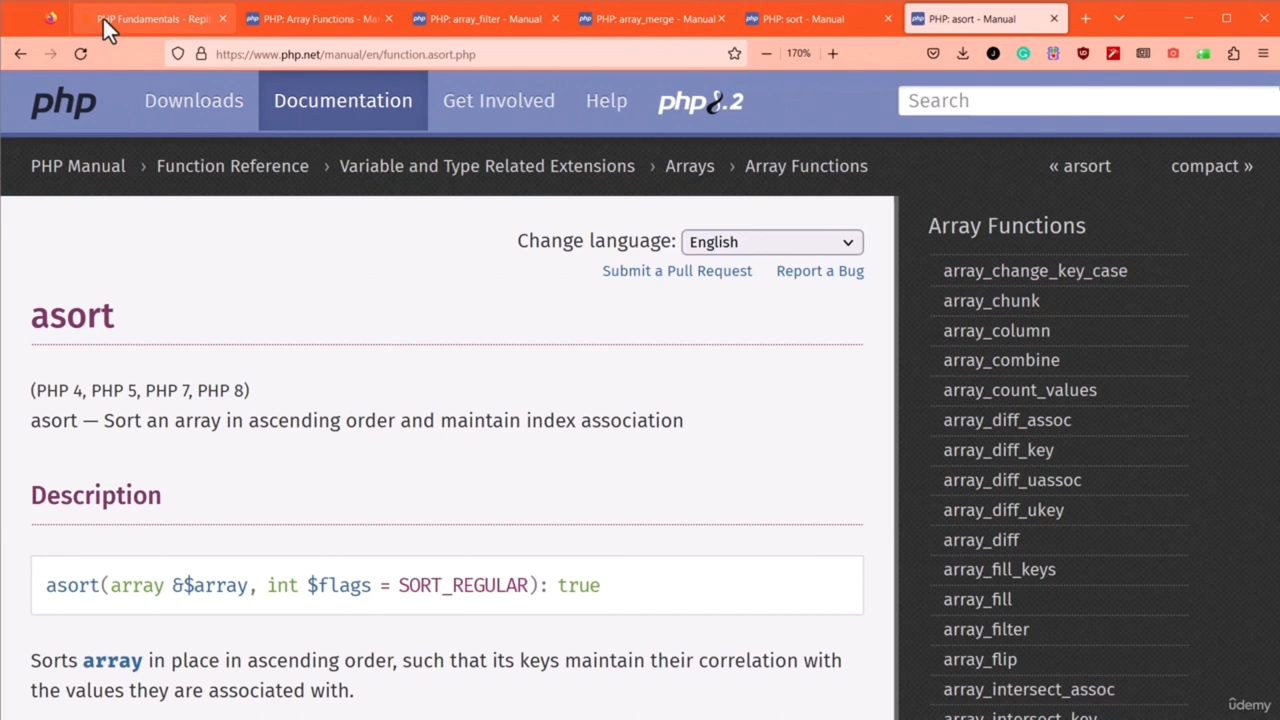 PHP Fundamentals - Repli
PHP: Array Functions - Ma
PHP: array_filter - Manual
PHP: array_merge - Manual
PHP: sort - Manual
PHP: asort - Manual
https://www.php.net/manual/en/function.asort.php
170%
php
Downloads
Documentation
Get Involved
Help
php8.2
Search
PHP Manual › Function Reference › Variable and Type Related Extensions › Arrays › Array Functions
« arsort
compact »
Change language: English
Submit a Pull Request
Report a Bug
asort
(PHP 4, PHP 5, PHP 7, PHP 8)
asort — Sort an array in ascending order and maintain index association
Description
asort(array &$array, int $flags = SORT_REGULAR): true
Sorts array in place in ascending order, such that its keys maintain their correlation with
the values they are associated with.
Array Functions
array_change_key_case
array_chunk
array_column
array_combine
array_count_values
array_diff_assoc
array_diff_key
array_diff_uassoc
array_diff_ukey
array_diff
array_fill_keys
array_fill
array_filter
array_flip
array_intersect_assoc
array_intersect_key
udemy